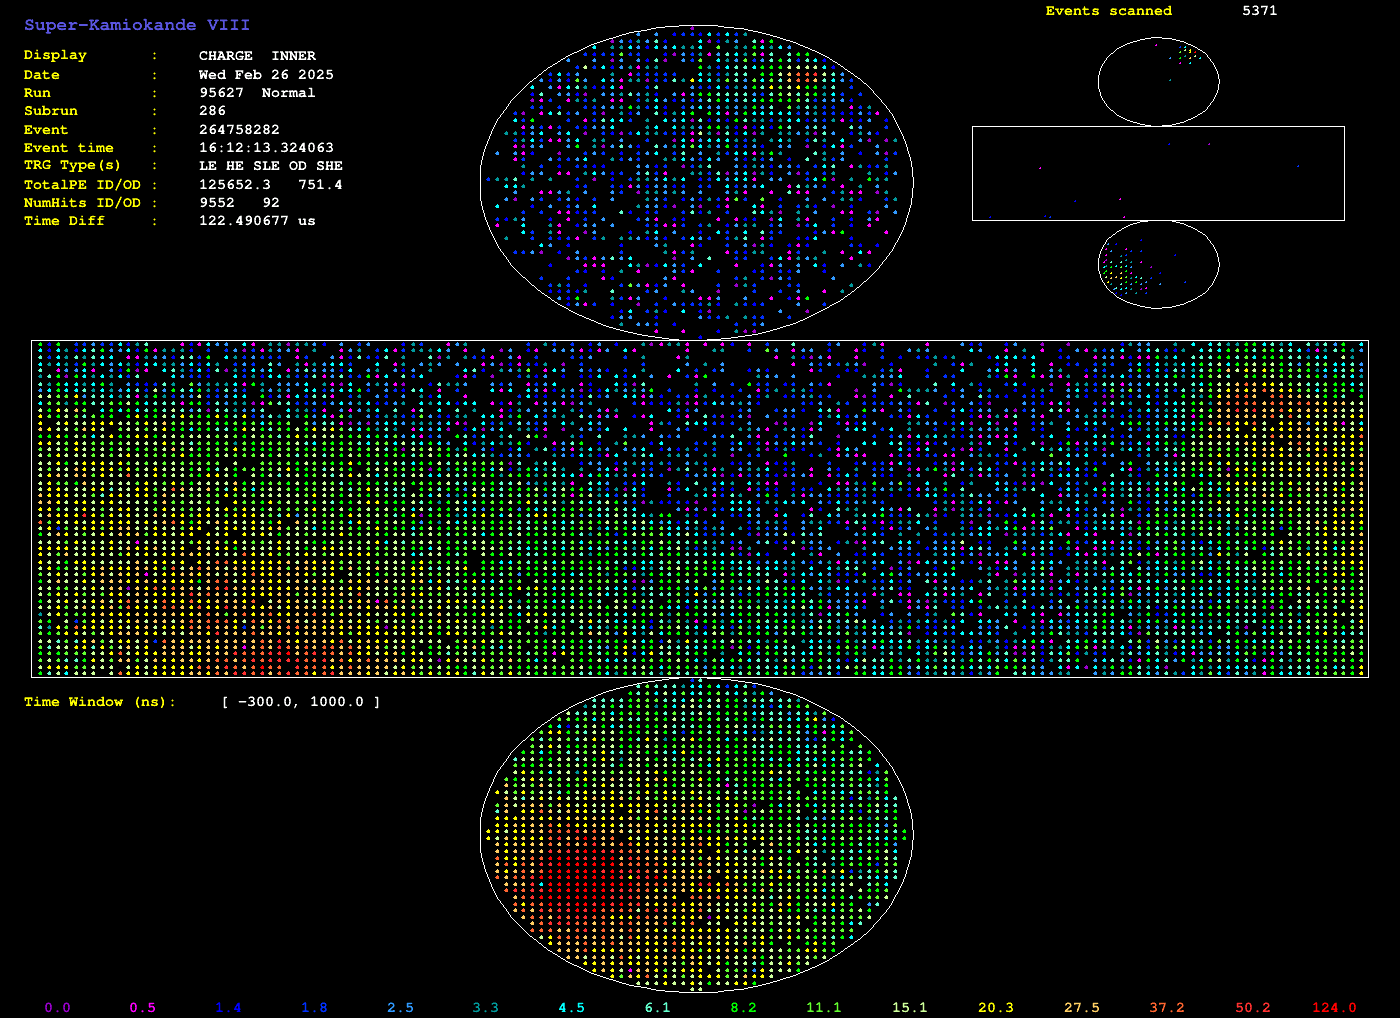 Super-Kamiokande VIII
Events scanned 5371
Display : CHARGE INNER
Date : Wed Feb 26 2025
Run : 95627 Normal
Subrun : 286
Event : 264758282
Event time : 16:12:13.324063
TRG Type(s) : LE HE SLE OD SHE
TotalPE ID/OD : 125652.3 751.4
NumHits ID/OD : 9552 92
Time Diff : 122.490677 us
Time Window (ns): [ -300.0, 1000.0 ]
0.0 0.5 1.4 1.8 2.5 3.3 4.5 6.1 8.2 11.1 15.1 20.3 27.5 37.2 50.2 124.0